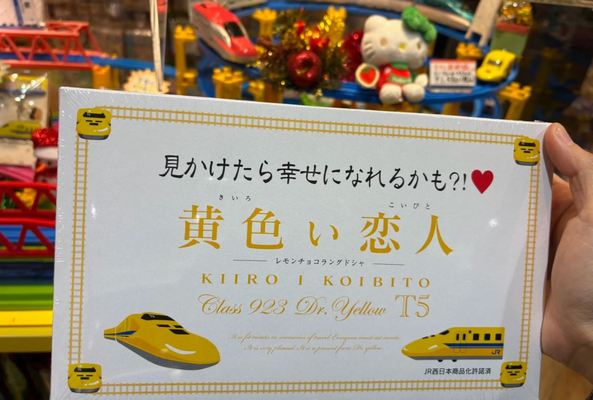 見かけたら幸せになれるかも?!♥
きいろ こいびと
黄色い恋人
レモンチョコラングドシャ
KIIRO I KOIBITO
Class 923 Dr. Yellow T5
JR
JR西日本商品化許諾済